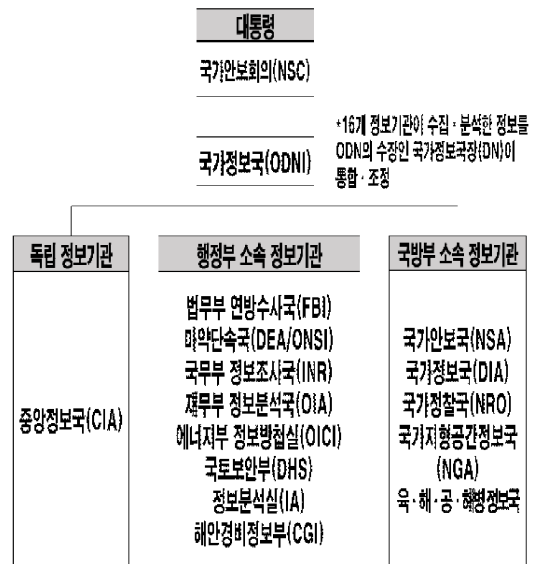 대통령
국가안보회의(NSC)
국가정보국(ODNI)
*16개 정보기관이 수집·분석한 정보를
ODN의 수장인 국가정보국장(DN)이
통합·조정
독립 정보기관
중앙정보국(CIA)
행정부 소속 정보기관
법무부 연방수사국(FBI)
마약단속국(DEA/ONSI)
국무부 정보조사국(INR)
재무부 정보분석국(OIA)
에너지부 정보방첩실(OICI)
국토보안부(DHS)
정보분석실(IA)
해안경비정보부(CGI)
국방부 소속 정보기관
국가안보국(NSA)
국가정보국(DIA)
국가정찰국(NRO)
국가지형공간정보국
(NGA)
육·해·공·해병정보국